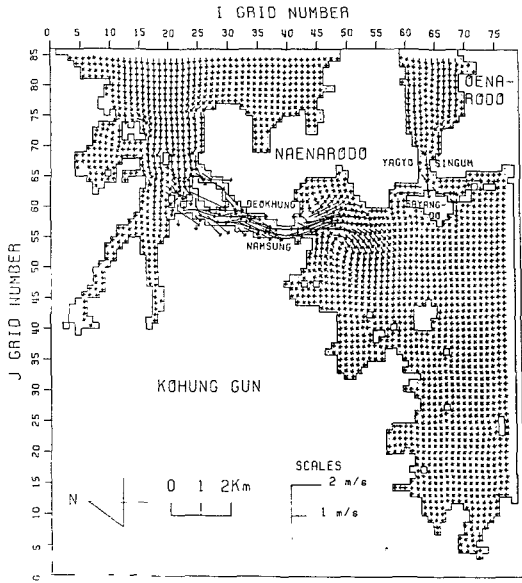 I GRID NUMBER
0 5 10 15 20 25 30 35 40 45 50 55 60 65 70 75
J GRID NUMBER
85
80
75
70
65
60
55
50
45
40
35
30
25
20
15
10
5
0
OENA-
RODO
NAENARODO
YAGYO
SINGUM
DEOKHUNG
SAYANG-
DO
NAMSUNG
KOHUNG GUN
SCALES
2 m/s
1 m/s
N
0 1 2Km